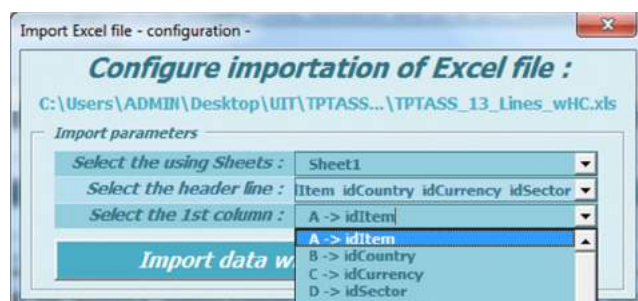 Import Excel file - configuration -
Configure importation of Excel file :
C:\Users\ADMIN\Desktop\UIT\TPTASS...\TPTASS_13_Lines_wHC.xls
Import parameters
Select the using Sheets : Sheet1
Select the header line : Item idCountry idCurrency idSector
Select the 1st column : A -> idItem
A -> idItem
B -> idCountry
C -> idCurrency
D -> idSector
Import data